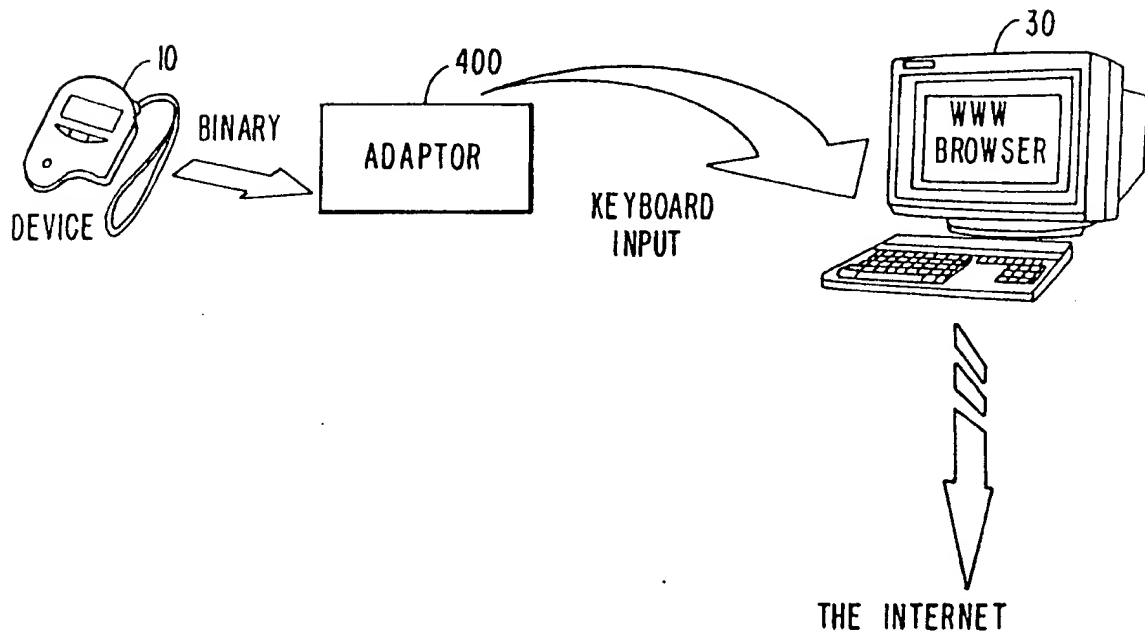 10
DEVICE
BINARY
400
ADAPTOR
KEYBOARD
INPUT
30
WWW
BROWSER
THE INTERNET